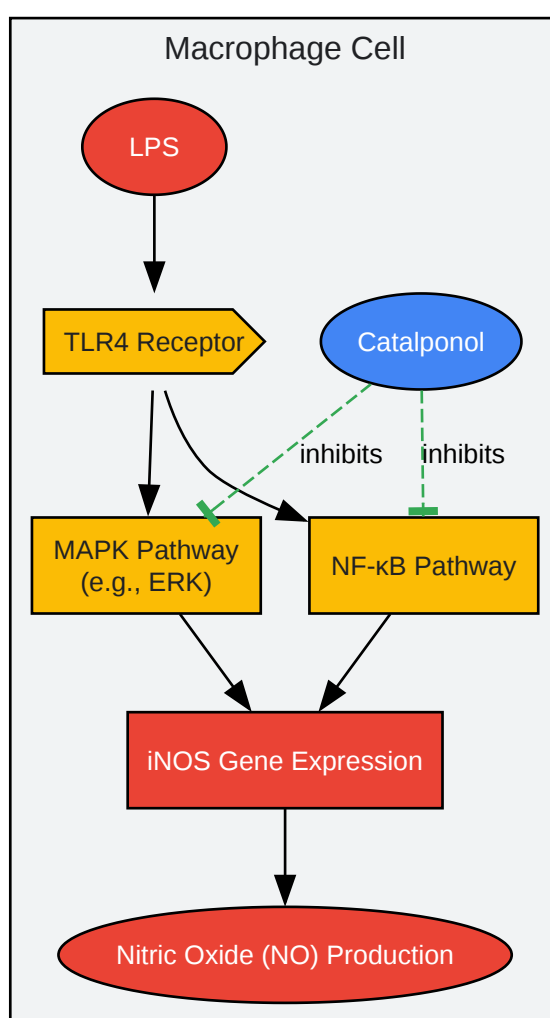 Macrophage Cell
LPS
TLR4 Receptor
Catalponol
inhibits
inhibits
MAPK Pathway
(e.g., ERK)
NF-κB Pathway
iNOS Gene Expression
Nitric Oxide (NO) Production